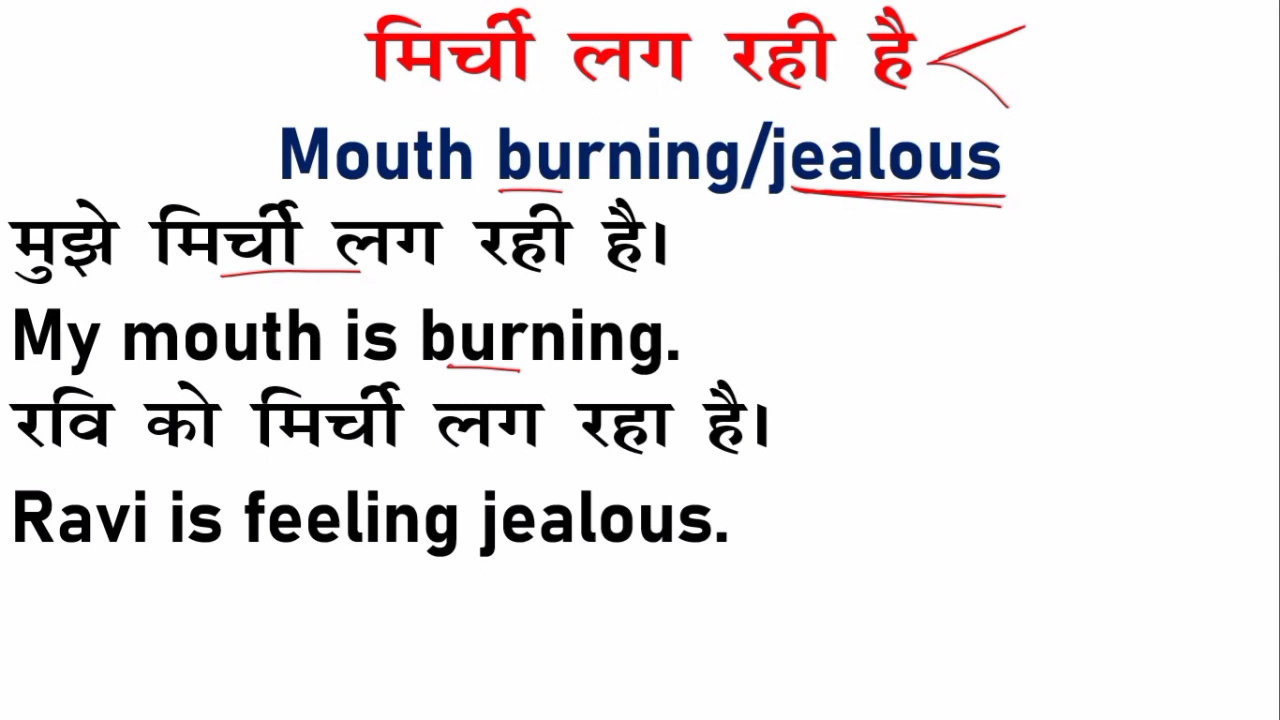 मिर्ची लग रही है
Mouth burning/jealous
मुझे मिर्ची लग रही है।
My mouth is burning.
रवि को मिर्ची लग रहा है।
Ravi is feeling jealous.